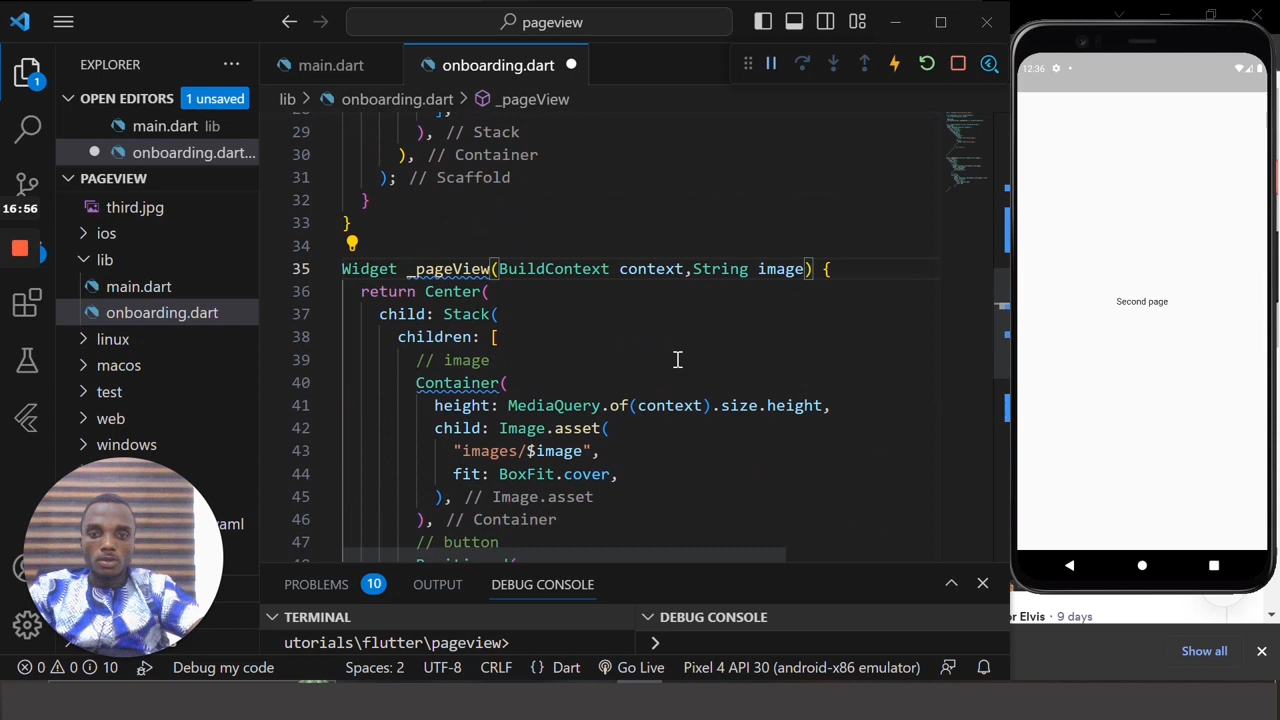 pageview
EXPLORER
main.dart
onboarding.dart
OPEN EDITORS 1 unsaved
lib > onboarding.dart > _pageView
main.dart lib
onboarding.dart...
PAGEVIEW
third.jpg
ios
lib
main.dart
onboarding.dart
linux
macos
test
web
windows
1
16:56
29 ), // Stack
30 ), // Container
31 ); // Scaffold
32 }
33 }
34
35 Widget _pageView(BuildContext context,String image) {
36 return Center(
37 child: Stack(
38 children: [
39 // image
40 Container(
41 height: MediaQuery.of(context).size.height,
42 child: Image.asset(
43 "images/$image",
44 fit: BoxFit.cover,
45 ), // Image.asset
46 ), // Container
47 // button
PROBLEMS 10 OUTPUT DEBUG CONSOLE
TERMINAL
utorials\flutter\pageview>
DEBUG CONSOLE
>
0 0 10 Debug my code Spaces: 2 UTF-8 CRLF {} Dart Go Live Pixel 4 API 30 (android-x86 emulator)
12:36
Second page
or Elvis • 9 days
Show all